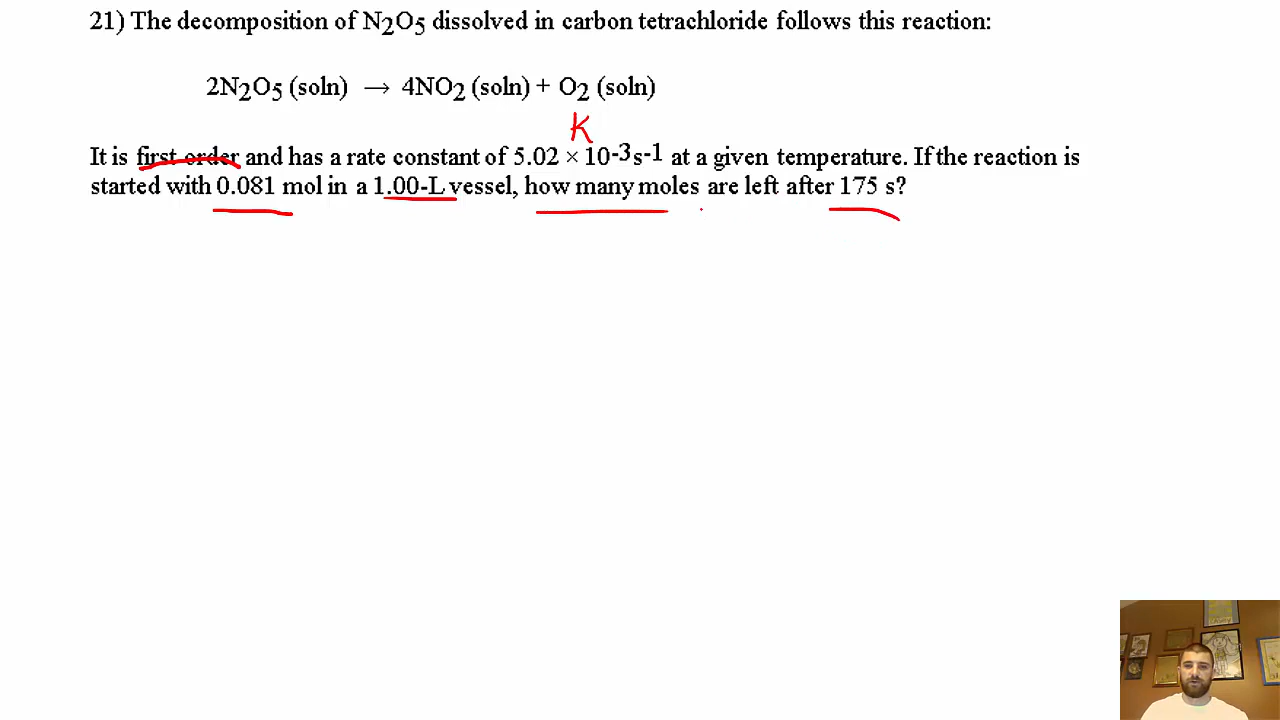 21) The decomposition of N2O5 dissolved in carbon tetrachloride follows this reaction:
2N2O5 (soln) → 4NO2 (soln) + O2 (soln)
K
It is first order and has a rate constant of 5.02 × 10-3s-1 at a given temperature. If the reaction is
started with 0.081 mol in a 1.00-L vessel, how many moles are left after 175 s?